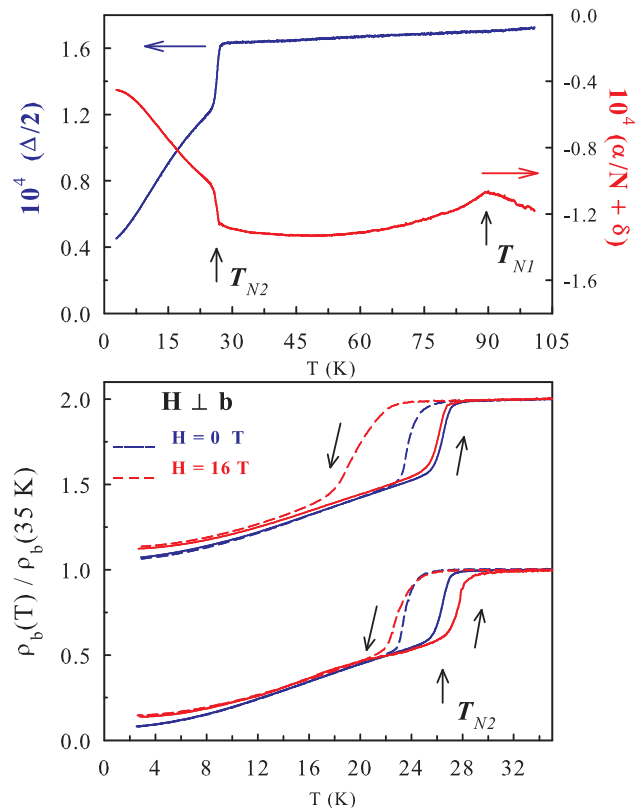 1.6
1.2
0.8
0.4
0.0
10⁴ (Δ/2)
0.0
-0.4
-0.8
-1.2
-1.6
10⁴ (α/N + δ)
T_N2
T_N1
0 15 30 45 60 75 90 105
T (K)
H ⊥ b
H = 0 T
H = 16 T
2.0
1.5
1.0
0.5
0.0
ρ_b(T) / ρ_b(35 K)
T_N2
4 8 12 16 20 24 28 32
T (K)